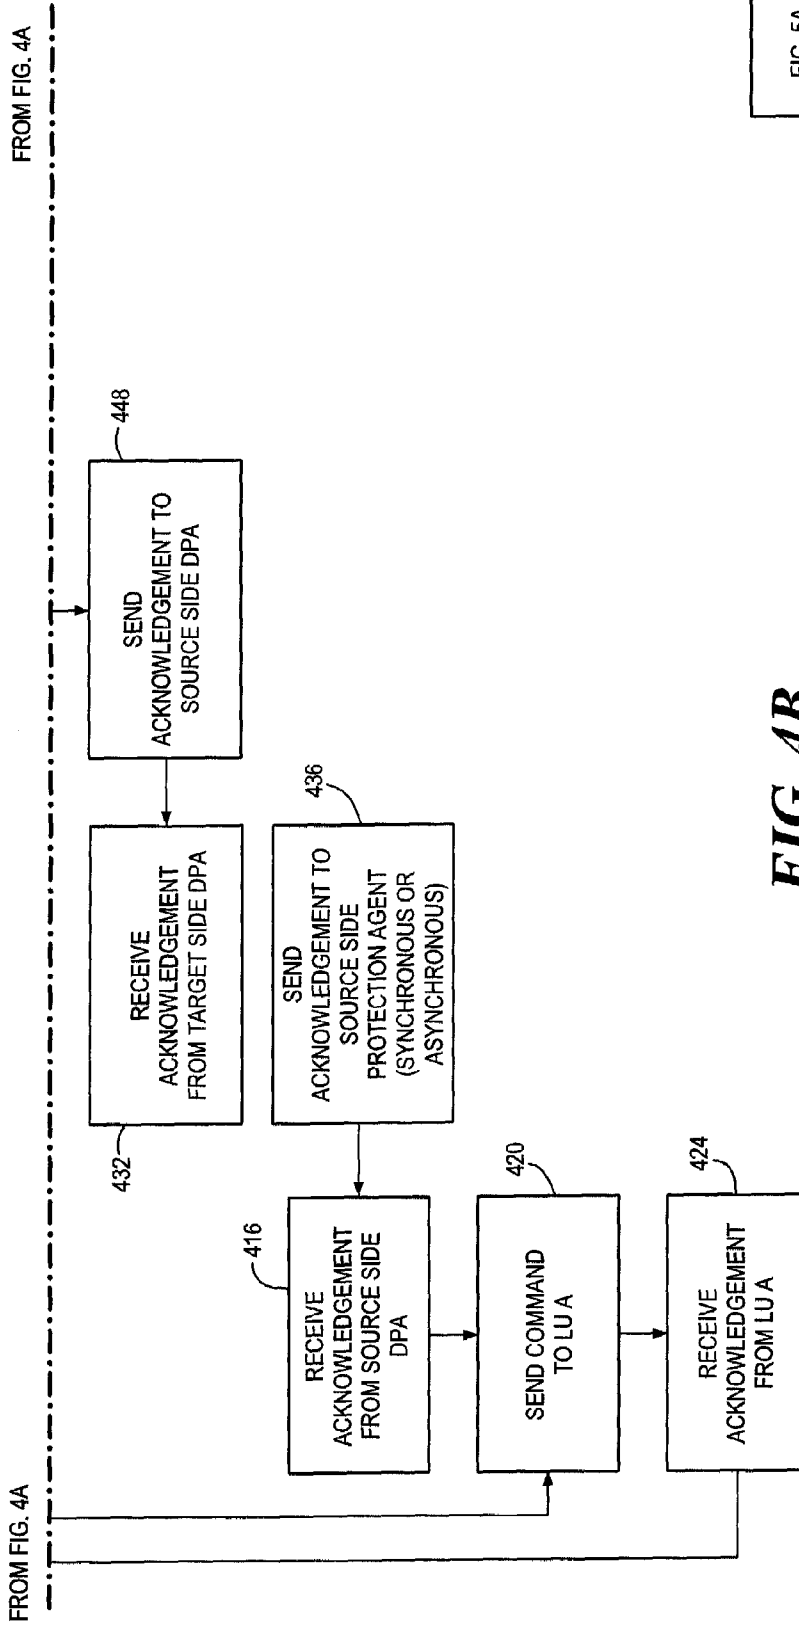 FROM FIG. 4A
FROM FIG. 4A
432
RECEIVE
ACKNOWLEDGEMENT
FROM TARGET SIDE DPA
448
SEND
ACKNOWLEDGEMENT TO
SOURCE SIDE DPA
416
RECEIVE
ACKNOWLEDGEMENT
FROM SOURCE SIDE
DPA
436
SEND
ACKNOWLEDGEMENT TO
SOURCE SIDE
PROTECTION AGENT
(SYNCHRONOUS OR
ASYNCHRONOUS)
420
SEND COMMAND
TO LU A
424
RECEIVE
ACKNOWLEDGEMENT
FROM LU A
FIG. 4B
FIG. 5A